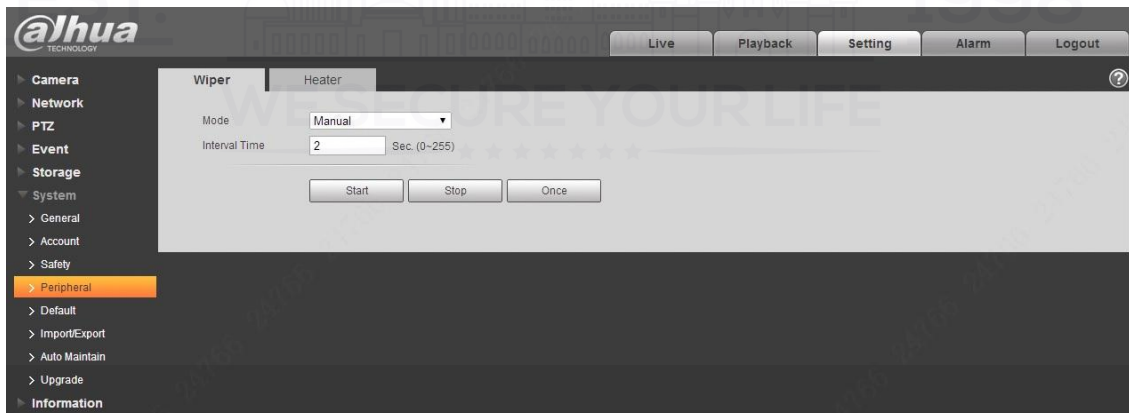 EST. 1996
alhua
TECHNOLOGY
Live Playback Setting Alarm Logout
Camera
Network
PTZ
Event
Storage
System
General
Account
Safety
Peripheral
Default
Import/Export
Auto Maintain
Upgrade
Information
Wiper Heater
?
WE SECURE YOUR LIFE
Mode Manual
Interval Time 2 Sec. (0~255)
Start Stop Once